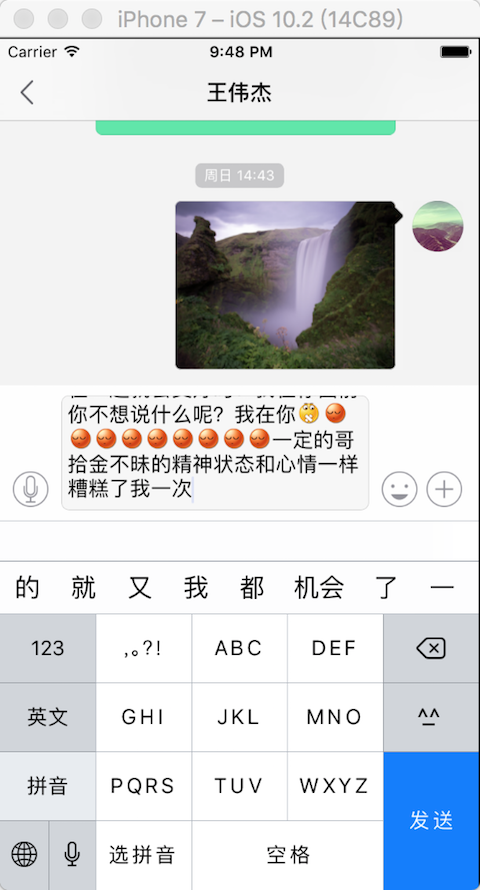 iPhone 7 – iOS 10.2 (14C89)
Carrier 9:48 PM
王伟杰
周日 14:43
你不想说什么呢？我在你
一定的哥
拾金不昧的精神状态和心情一样
糟糕了我一次
的 就 又 我 都 机会 了 一
123 ,。?! ABC DEF
英文 GHI JKL MNO ^^
拼音 PQRS TUV WXYZ
发送
选拼音 空格